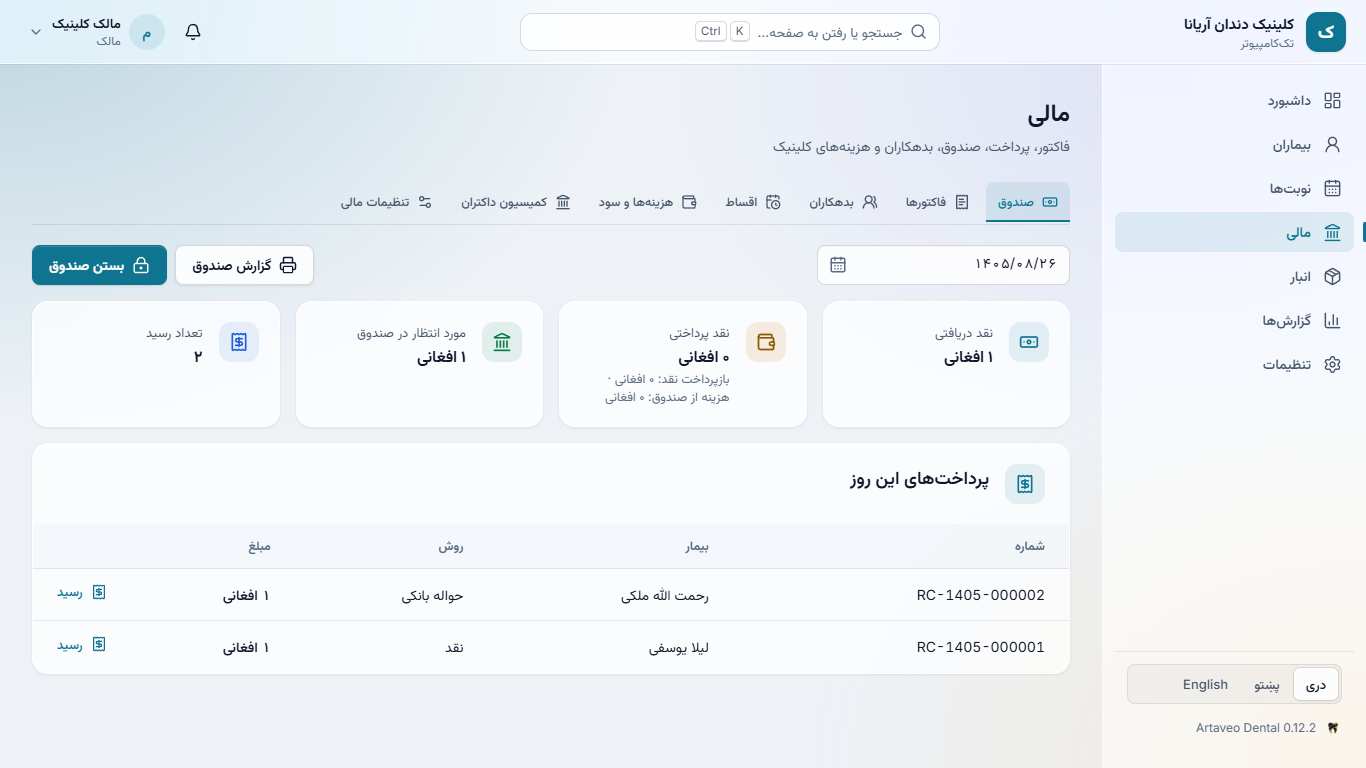 کلینیک دندان آریانا
تک‌کامپیوتر
ک
جستجو یا رفتن به صفحه...
Ctrl K
مالک کلینیک
مالک
م
داشبورد
بیماران
نوبت‌ها
مالی
انبار
گزارش‌ها
تنظیمات
دری
پښتو
English
Artaveo Dental 0.12.2
مالی
فاکتور، پرداخت، صندوق، بدهکاران و هزینه‌های کلینیک
صندوق
فاکتورها
بدهکاران
اقساط
هزینه‌ها و سود
کمیسیون داکتران
تنظیمات مالی
۱۴۰۵/۰۸/۲۶
گزارش صندوق
بستن صندوق
نقد دریافتی
۱ افغانی
نقد پرداختی
۰ افغانی
بازپرداخت نقد: ۰ افغانی ·
هزینه از صندوق: ۰ افغانی
مورد انتظار در صندوق
۱ افغانی
تعداد رسید
۲
پرداخت‌های این روز
شماره بیمار روش مبلغ
RC-1405-000002 رحمت الله ملکی حواله بانکی ۱ افغانی رسید
RC-1405-000001 لیلا یوسفی نقد ۱ افغانی رسید